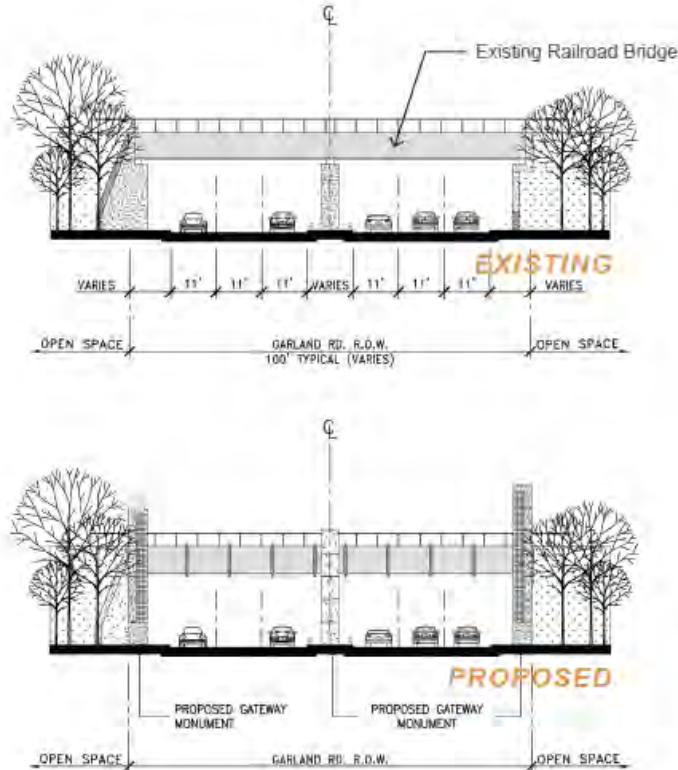 ℄
Existing Railroad Bridge
EXISTING
VARIES 11' 11' 11' VARIES 11' 11' 11' VARIES
OPEN SPACE GARLAND RD. R.O.W. OPEN SPACE
100' TYPICAL (VARIES)
℄
PROPOSED
PROPOSED GATEWAY PROPOSED GATEWAY
MONUMENT MONUMENT
OPEN SPACE GARLAND RD. R.O.W. OPEN SPACE